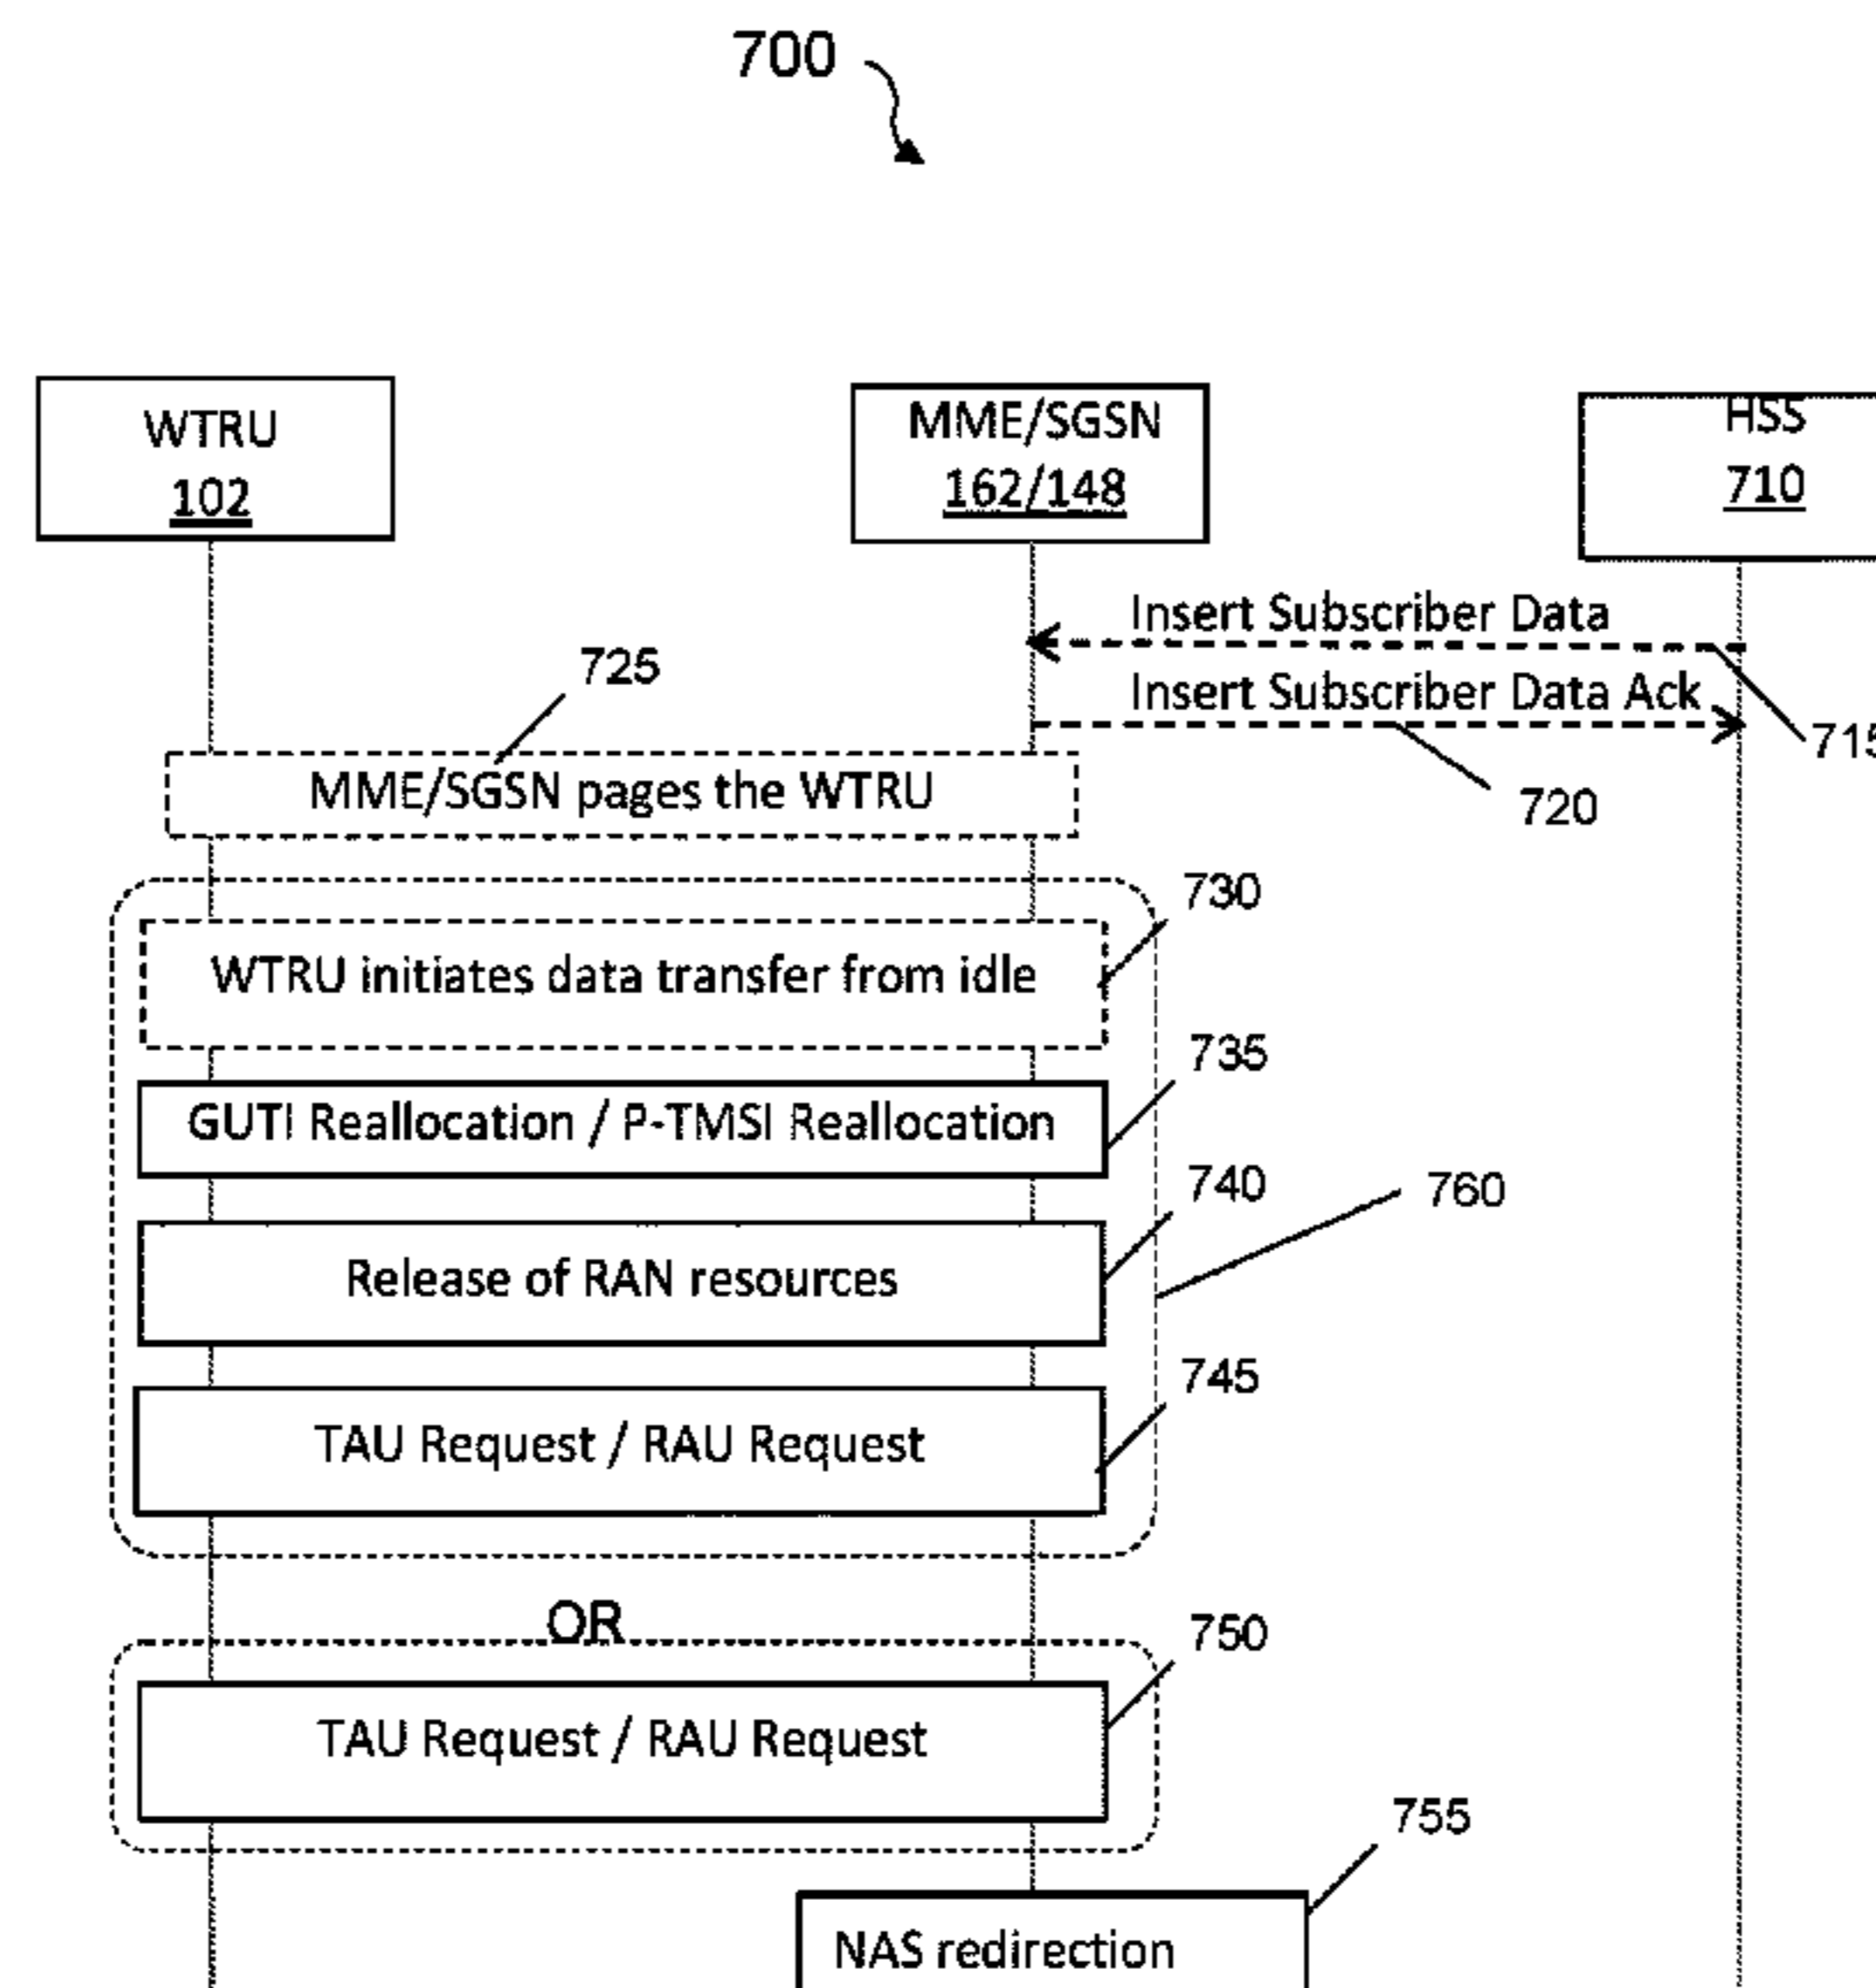 700
WTRU
102
MME/SGSN
162/148
HSS
710
Insert Subscriber Data
Insert Subscriber Data Ack
715
720
725
MME/SGSN pages the WTRU
730
WTRU initiates data transfer from idle
735
GUTI Reallocation / P-TMSI Reallocation
740
760
Release of RAN resources
745
TAU Request / RAU Request
OR
750
TAU Request / RAU Request
755
NAS redirection